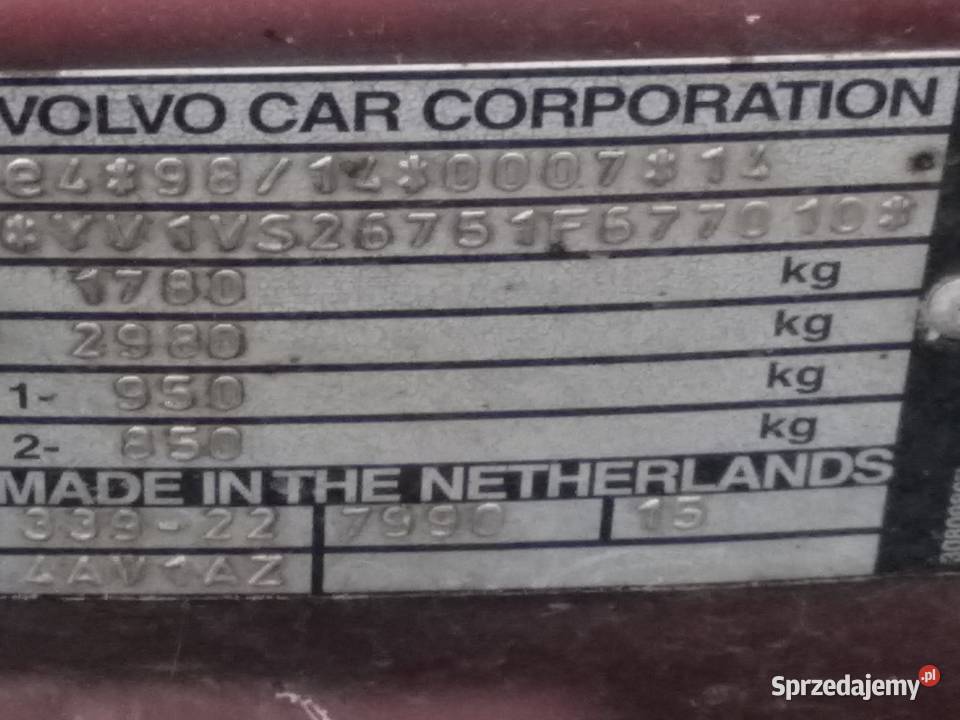 VOLVO CAR CORPORATION
e4*98/14*0007*14
*YV1VS26751F677010*
1780 kg
2980 kg
1- 950 kg
2- 850 kg
MADE IN THE NETHERLANDS
339-22 7990 15
4AV1AZ
Sprzedajemy.pl